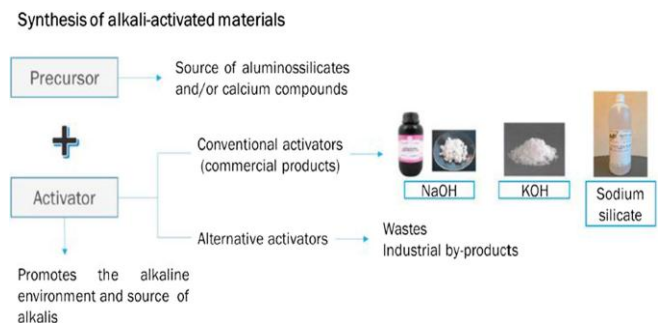 Synthesis of alkali-activated materials
Precursor
Source of aluminossilicates
and/or calcium compounds
Conventional activators
(commercial products)
NaOH
KOH
Sodium
silicate
Activator
Alternative activators
Wastes
Industrial by-products
Promotes the alkaline
environment and source of
alkalis